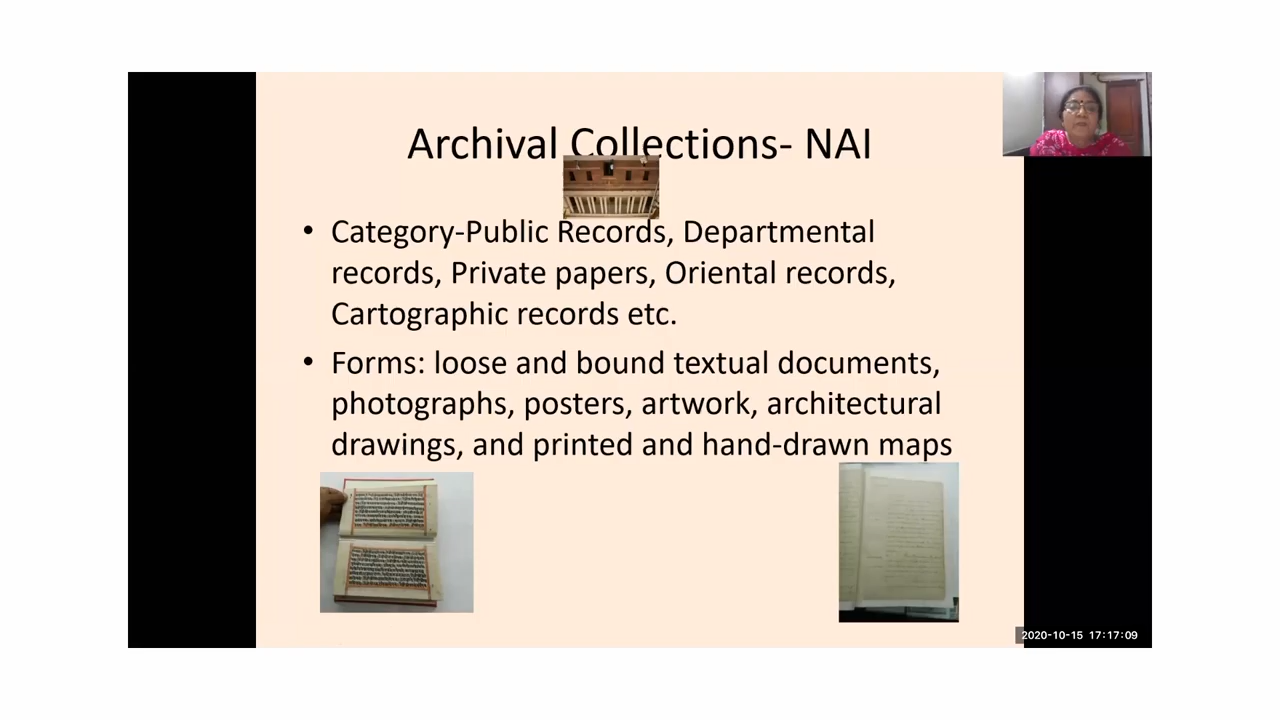 Archival Collections- NAI
• Category-Public Records, Departmental
records, Private papers, Oriental records,
Cartographic records etc.
• Forms: loose and bound textual documents,
photographs, posters, artwork, architectural
drawings, and printed and hand-drawn maps
2020-10-15 17:17:09